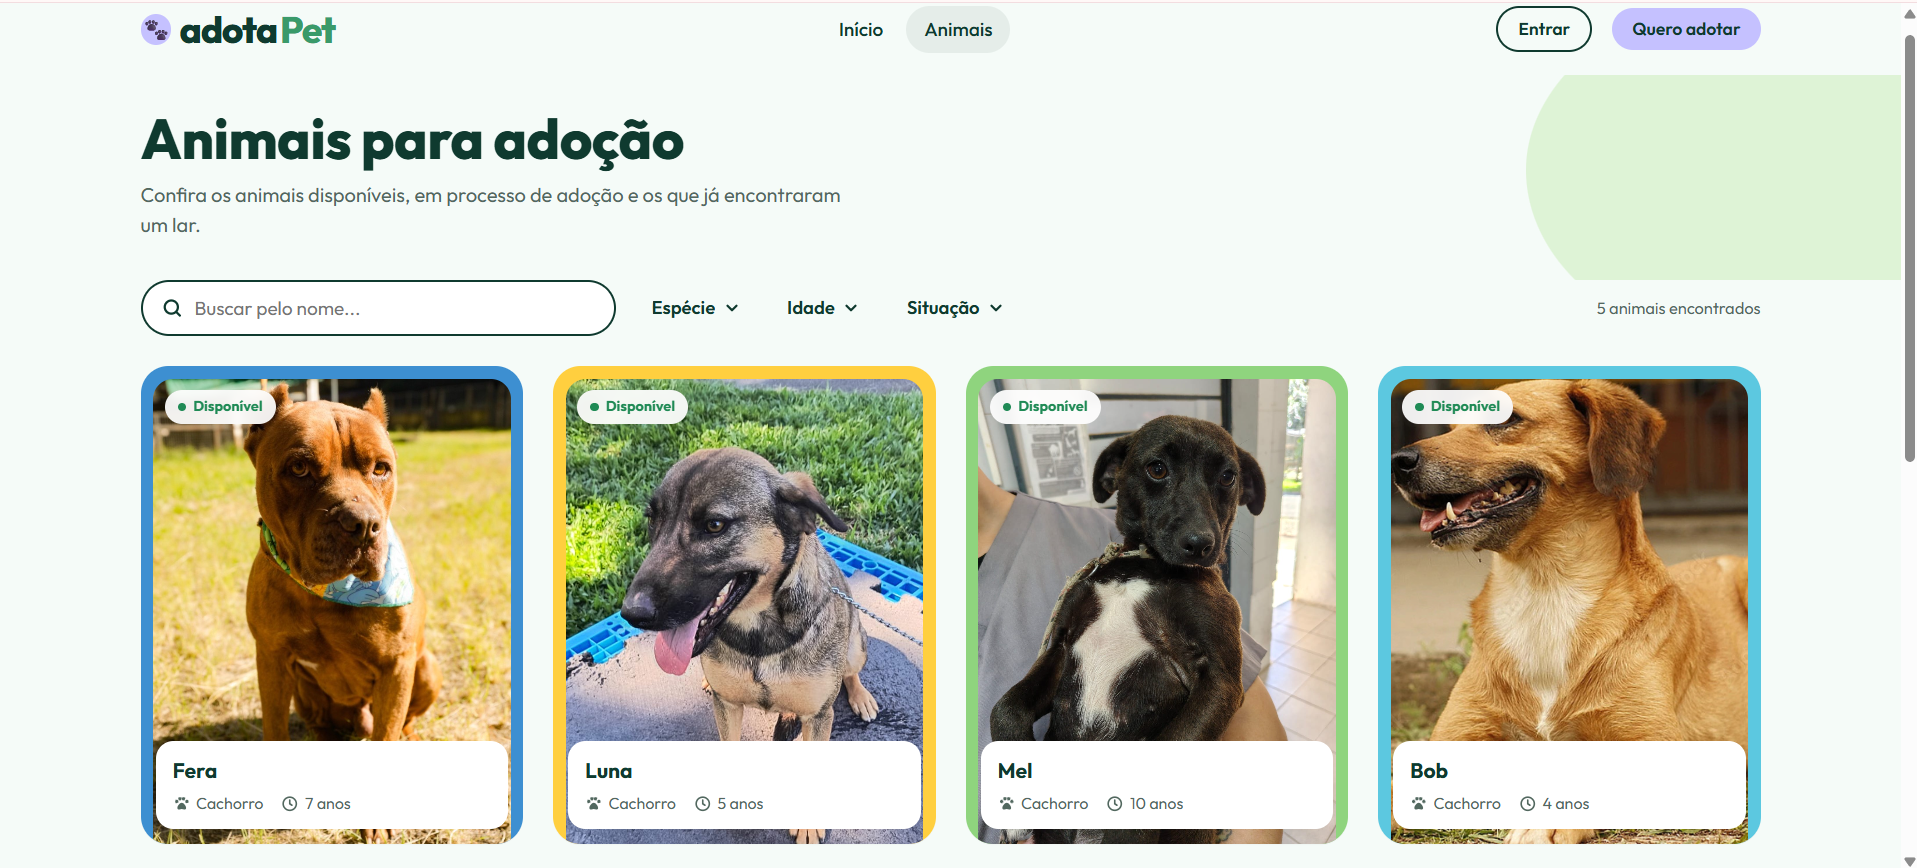 adotaPet
Início
Animais
Entrar
Quero adotar
Animais para adoção
Confira os animais disponíveis, em processo de adoção e os que já encontraram
um lar.
Buscar pelo nome...
Espécie
Idade
Situação
5 animais encontrados
Disponível
Disponível
Disponível
Disponível
Fera
Cachorro
7 anos
Luna
Cachorro
5 anos
Mel
Cachorro
10 anos
Bob
Cachorro
4 anos